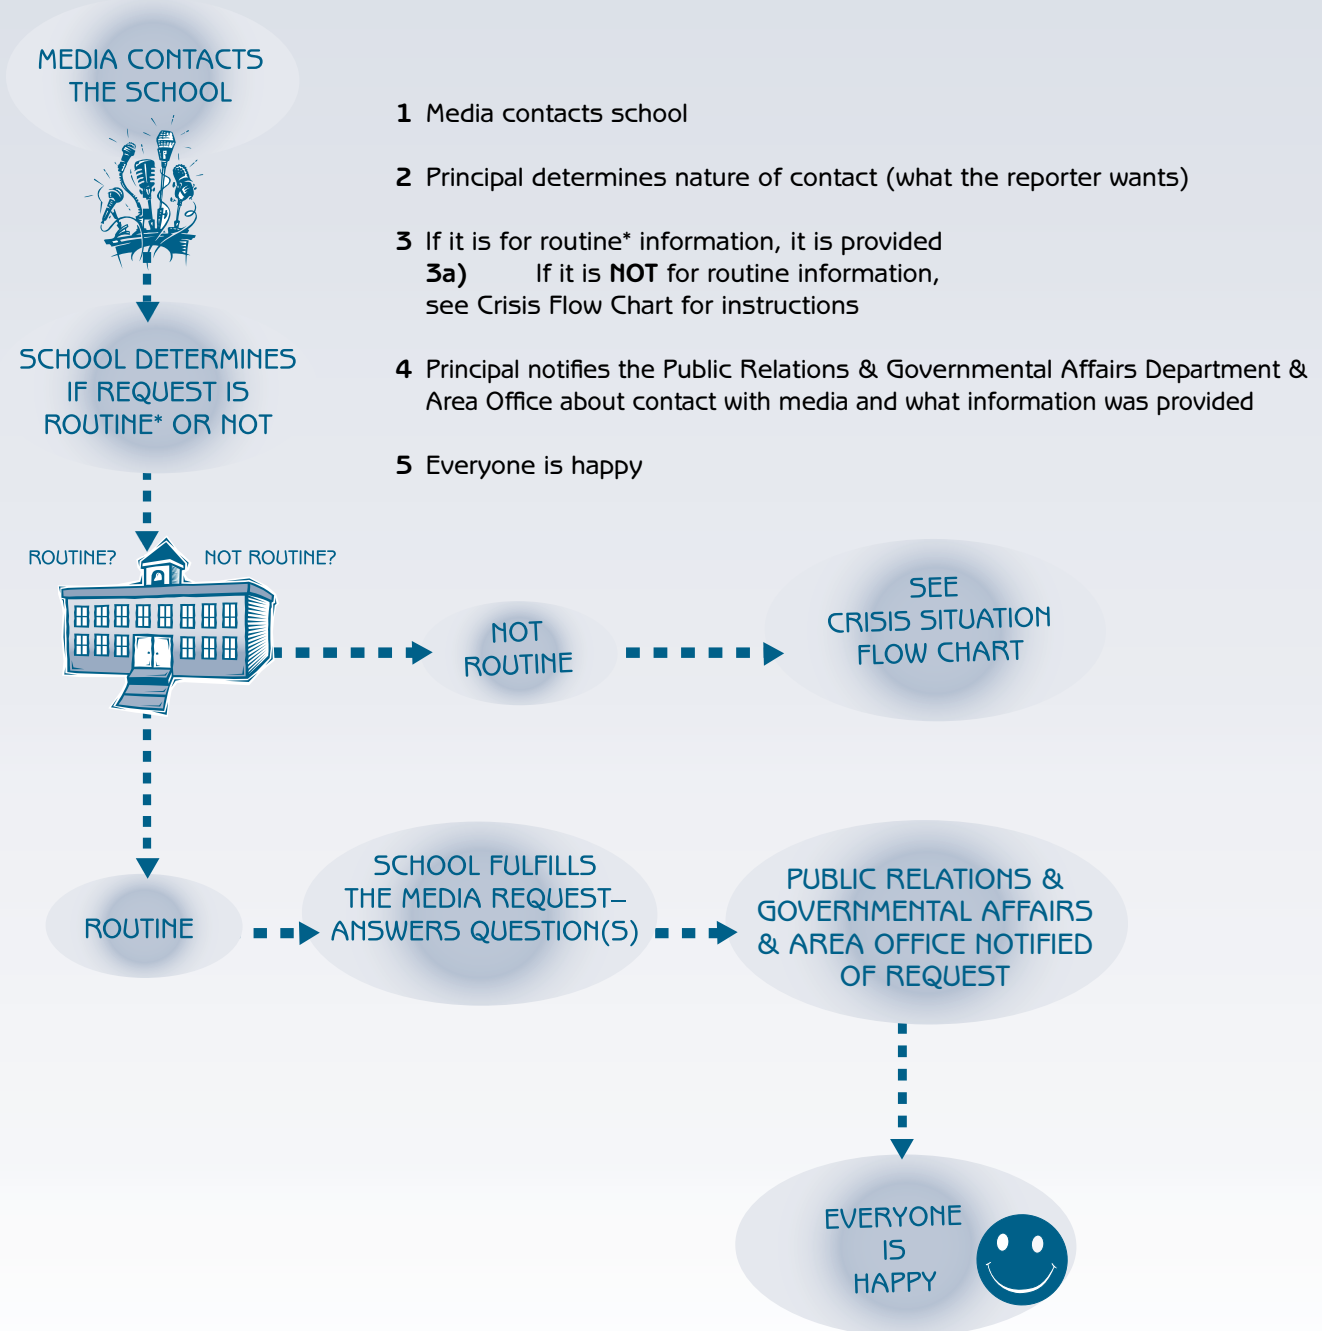 MEDIA CONTACTS
THE SCHOOL
1 Media contacts school
2 Principal determines nature of contact (what the reporter wants)
3 If it is for routine* information, it is provided
3a) If it is NOT for routine information,
see Crisis Flow Chart for instructions
4 Principal notifies the Public Relations & Governmental Affairs Department &
Area Office about contact with media and what information was provided
5 Everyone is happy
SCHOOL DETERMINES
IF REQUEST IS
ROUTINE* OR NOT
ROUTINE?
NOT ROUTINE?
NOT
ROUTINE
SEE
CRISIS SITUATION
FLOW CHART
ROUTINE
SCHOOL FULFILLS
THE MEDIA REQUEST–
ANSWERS QUESTION(S)
PUBLIC RELATIONS &
GOVERNMENTAL AFFAIRS
& AREA OFFICE NOTIFIED
OF REQUEST
EVERYONE
IS
HAPPY